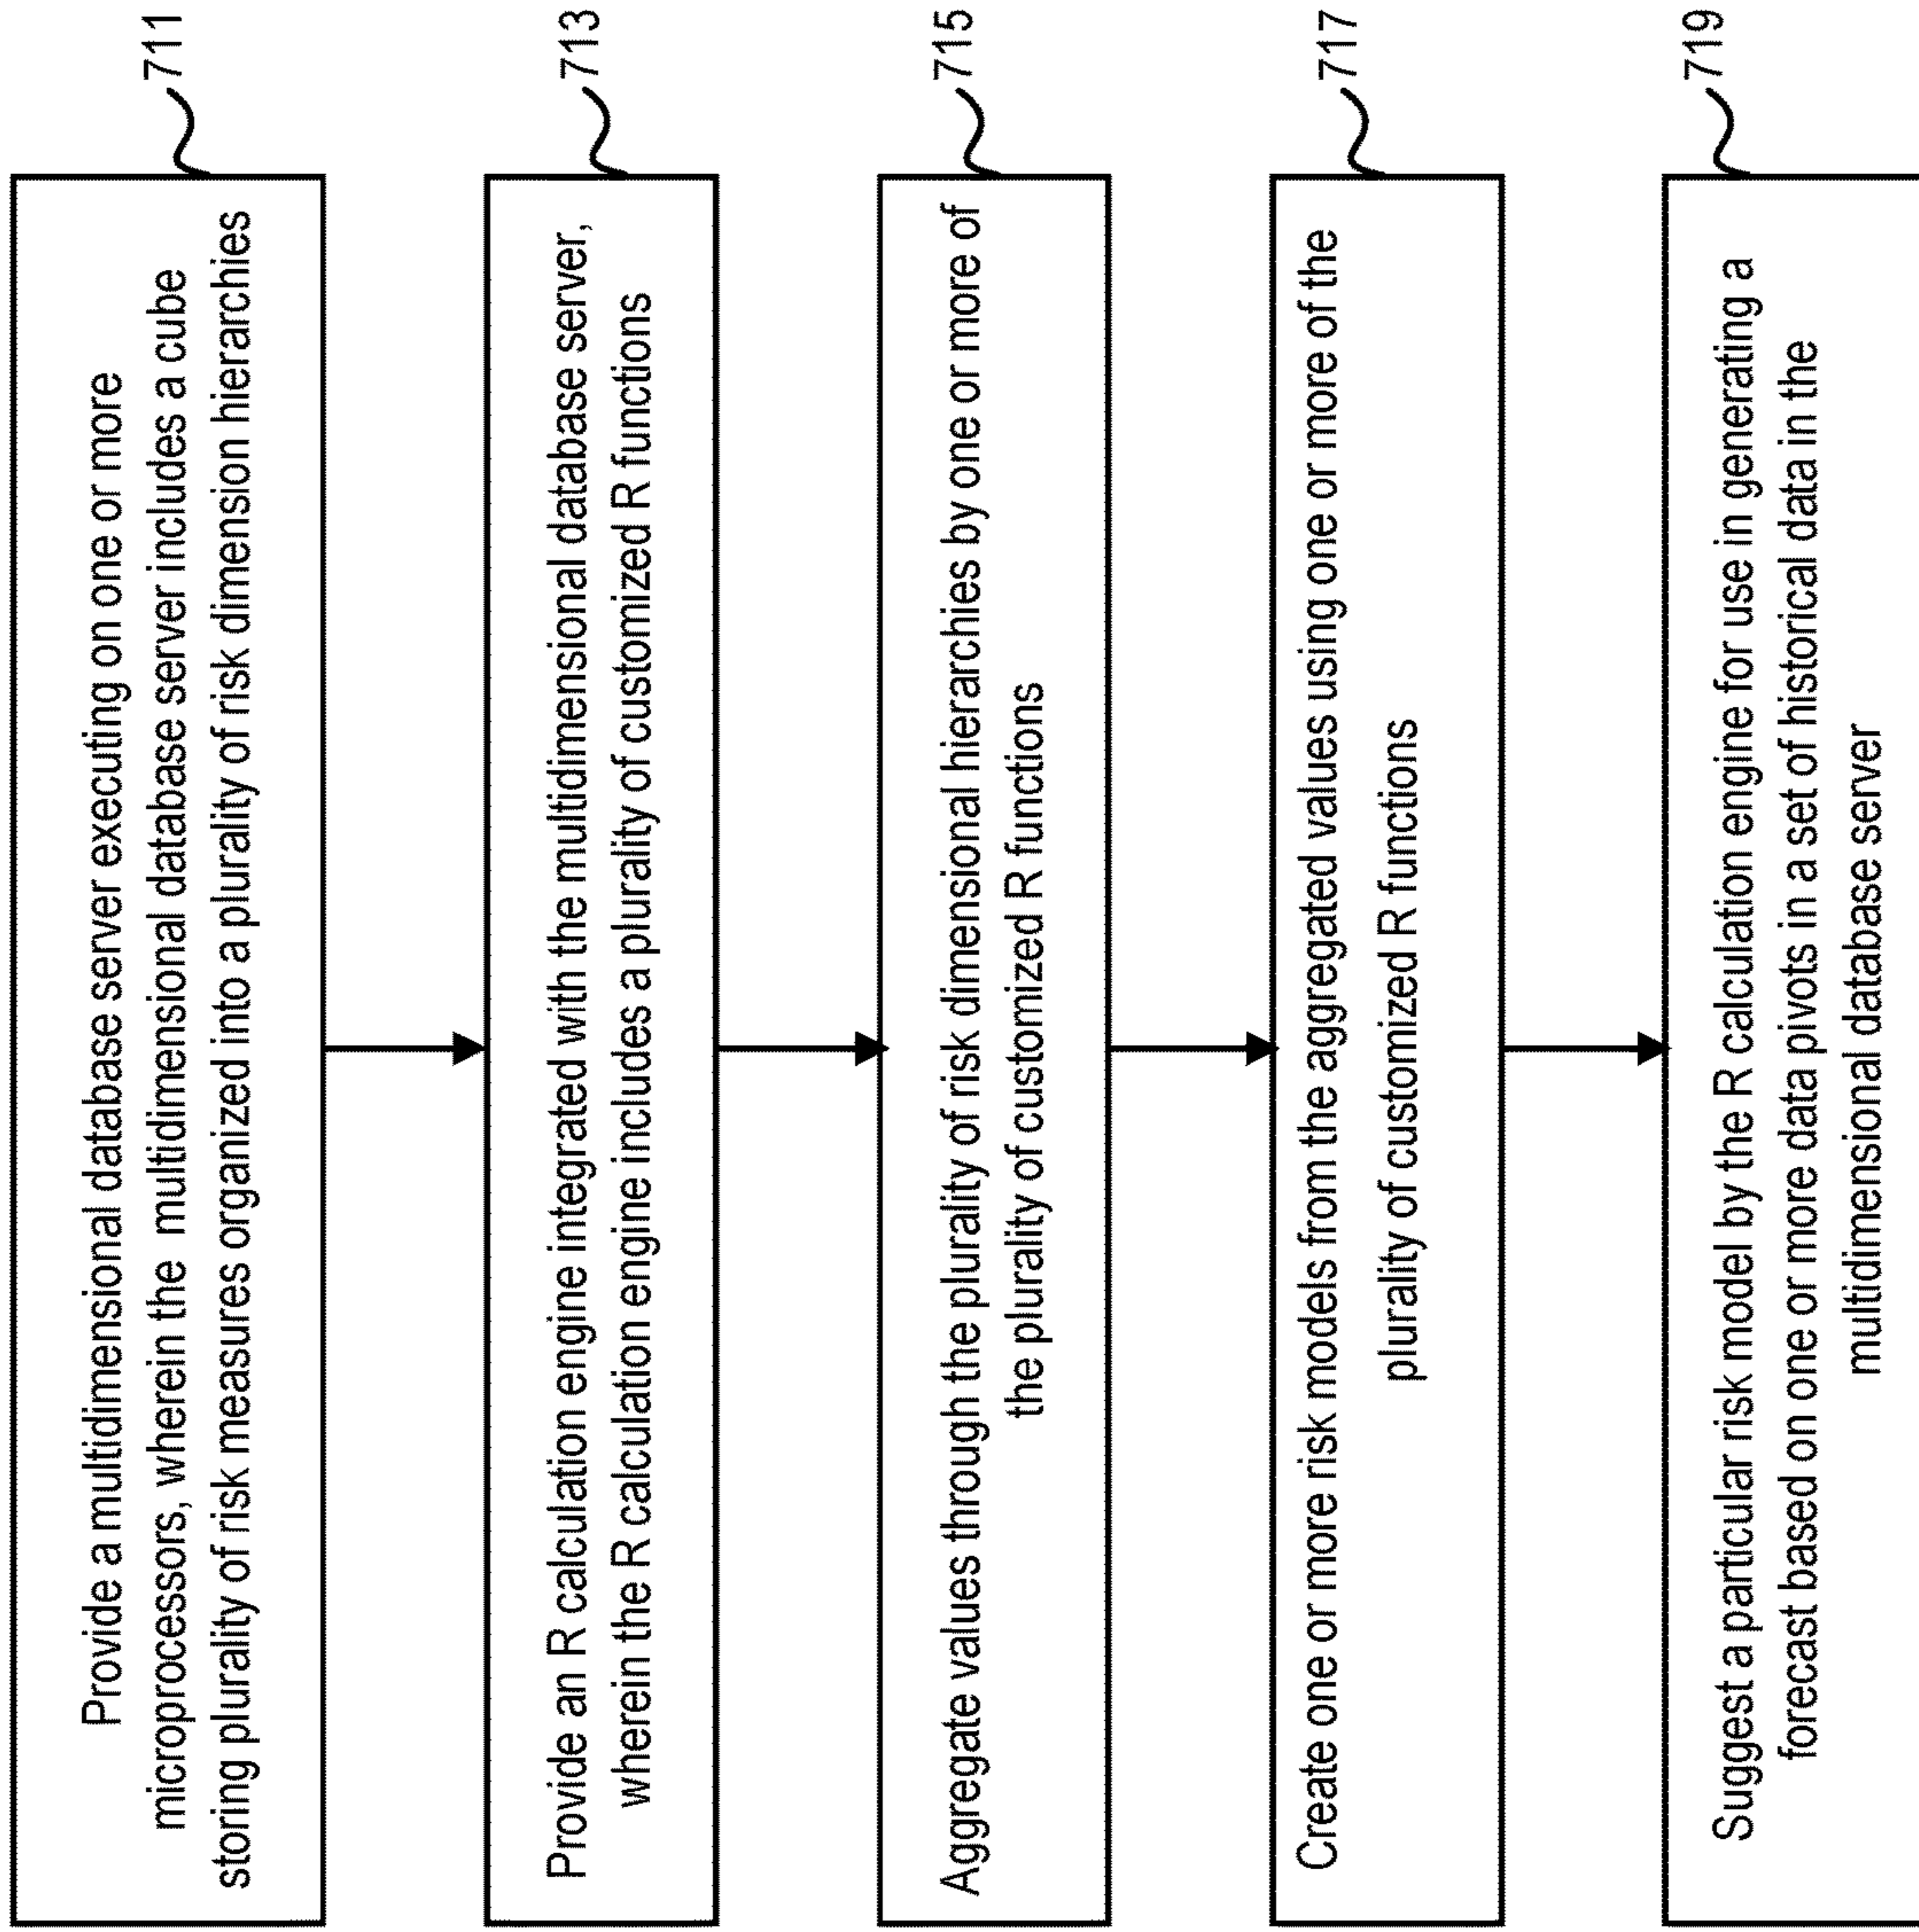 Provide a multidimensional database server executing on one or more
microprocessors, wherein the multidimensional database server includes a cube
storing plurality of risk measures organized into a plurality of risk dimension hierarchies
711
Provide an R calculation engine integrated with the multidimensional database server,
wherein the R calculation engine includes a plurality of customized R functions
713
Aggregate values through the plurality of risk dimensional hierarchies by one or more of
the plurality of customized R functions
715
Create one or more risk models from the aggregated values using one or more of the
plurality of customized R functions
717
Suggest a particular risk model by the R calculation engine for use in generating a
forecast based on one or more data pivots in a set of historical data in the
multidimensional database server
719